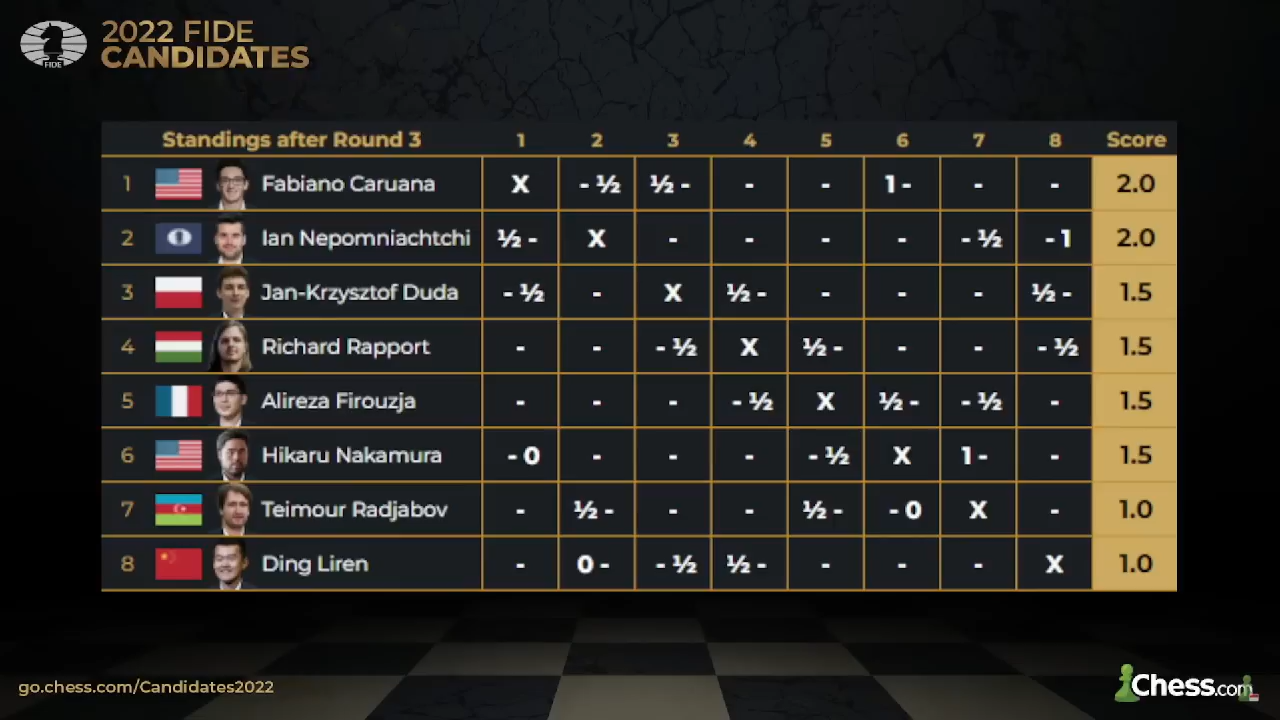 2022 FIDE
CANDIDATES
FIDE
Standings after Round 3 1 2 3 4 5 6 7 8 Score
1 Fabiano Caruana X - ½ ½ - - - 1 - - - 2.0
2 Ian Nepomniachtchi ½ - X - - - - - ½ - 1 2.0
3 Jan-Krzysztof Duda - ½ - X ½ - - - - ½ - 1.5
4 Richard Rapport - - - ½ X ½ - - - - ½ 1.5
5 Alireza Firouzja - - - - ½ X ½ - - ½ - 1.5
6 Hikaru Nakamura - 0 - - - - ½ X 1 - - 1.5
7 Teimour Radjabov - ½ - - - ½ - - 0 X - 1.0
8 Ding Liren - 0 - - ½ ½ - - - - X 1.0
go.chess.com/Candidates2022
Chess.com